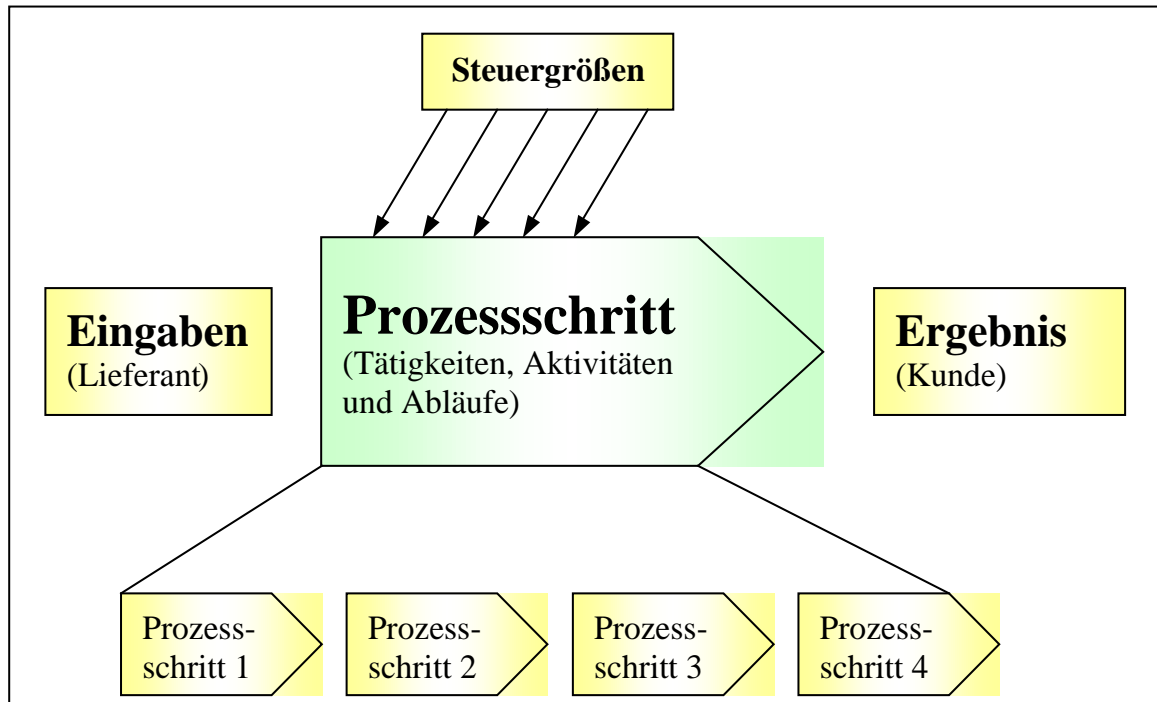 Steuergrößen
Eingaben
(Lieferant)
Prozessschritt
(Tätigkeiten, Aktivitäten
und Abläufe)
Ergebnis
(Kunde)
Prozess-
schritt 1
Prozess-
schritt 2
Prozess-
schritt 3
Prozess-
schritt 4